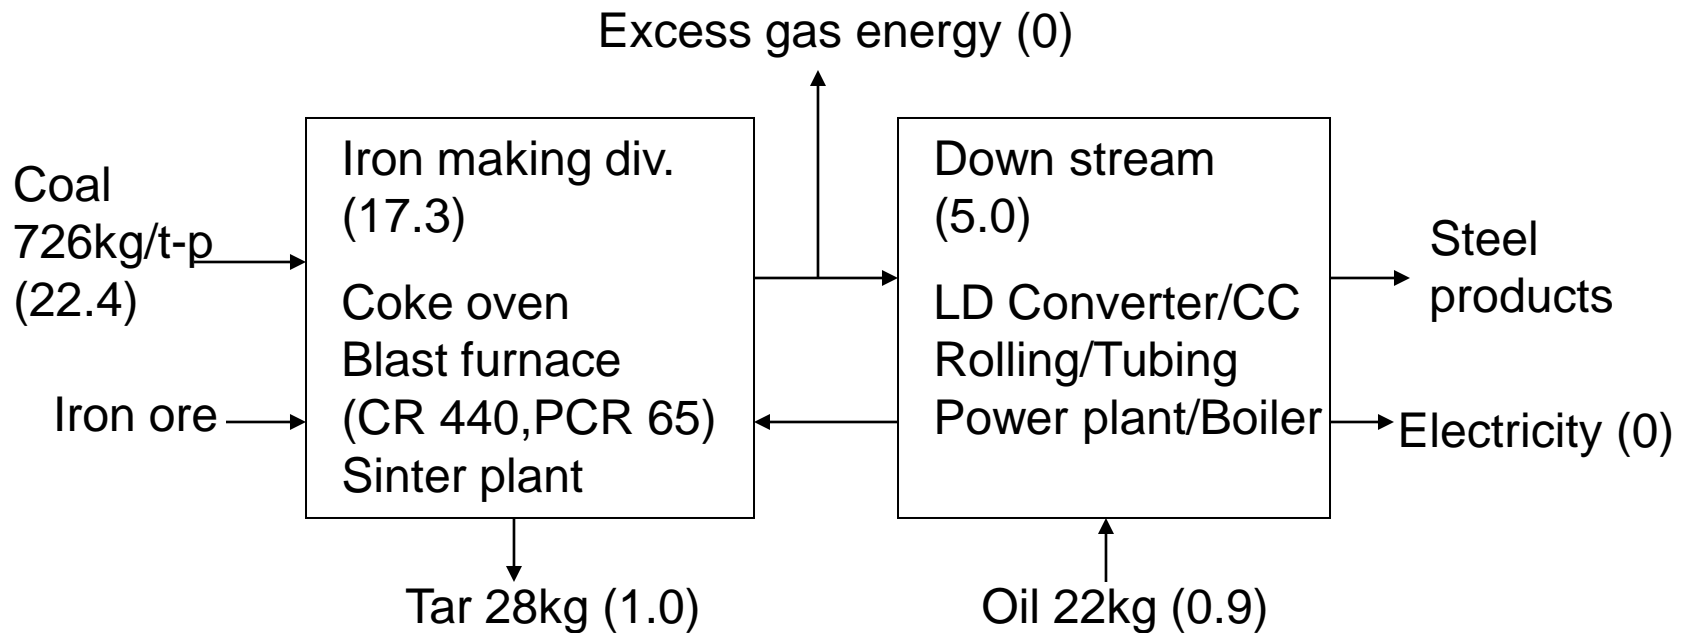 Excess gas energy (0)
Coal
726kg/t-p
(22.4)
Iron ore
Iron making div.
(17.3)
Coke oven
Blast furnace
(CR 440,PCR 65)
Sinter plant
Down stream
(5.0)
LD Converter/CC
Rolling/Tubing
Power plant/Boiler
Steel
products
Electricity (0)
Tar 28kg (1.0)
Oil 22kg (0.9)